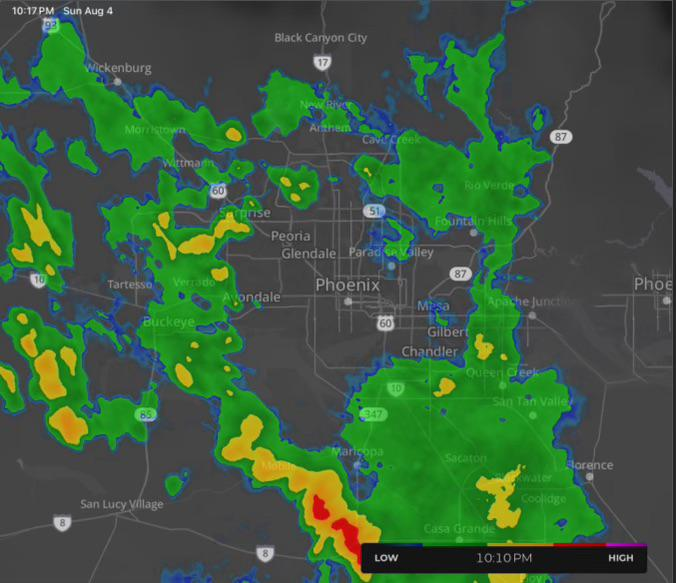 10:17 PM Sun Aug 4
93
Black Canyon City
Wickenburg
17
New River
Morristown
Anthem
Cave Creek
87
Wittmann
60
Rio Verde
Surprise
51
Fountain Hills
Peoria
Glendale
Paradise Valley
10
Tartesso
Verrado
Phoenix
87
Phoe
Avondale
Mesa
Apache Junction
Buckeye
60
Gilbert
Chandler
Queen Creek
10
San Tan Valley
85
347
Maricopa
Sacaton
Florence
Mobile
Blackwater
Coolidge
San Lucy Village
8
Casa Grande
8
LOW 10:10 PM HIGH
Eloy